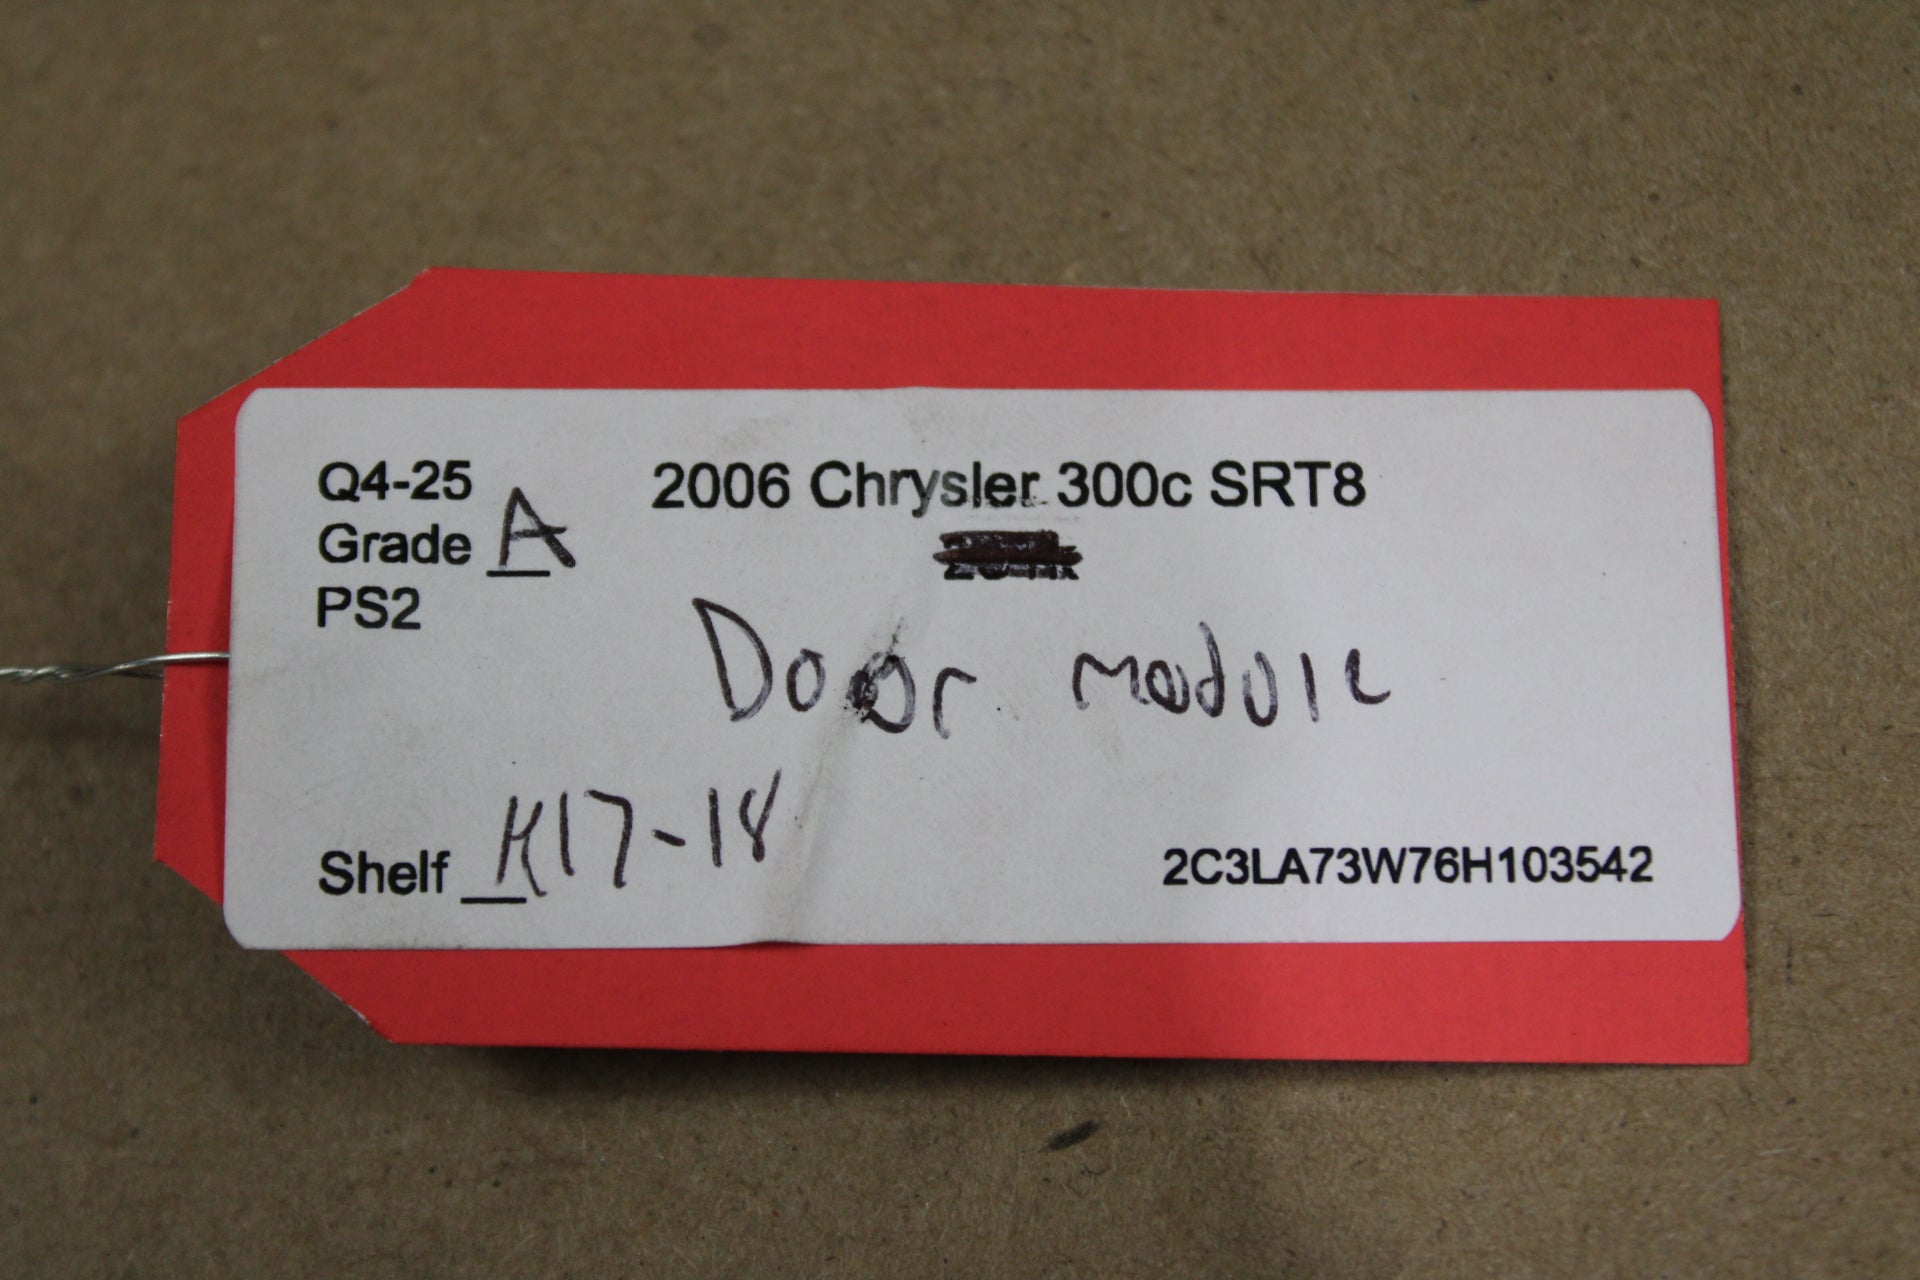 Q4-25
2006 Chrysler 300c SRT8
Grade A
PS2
Door module
Shelf K17-18
2C3LA73W76H103542